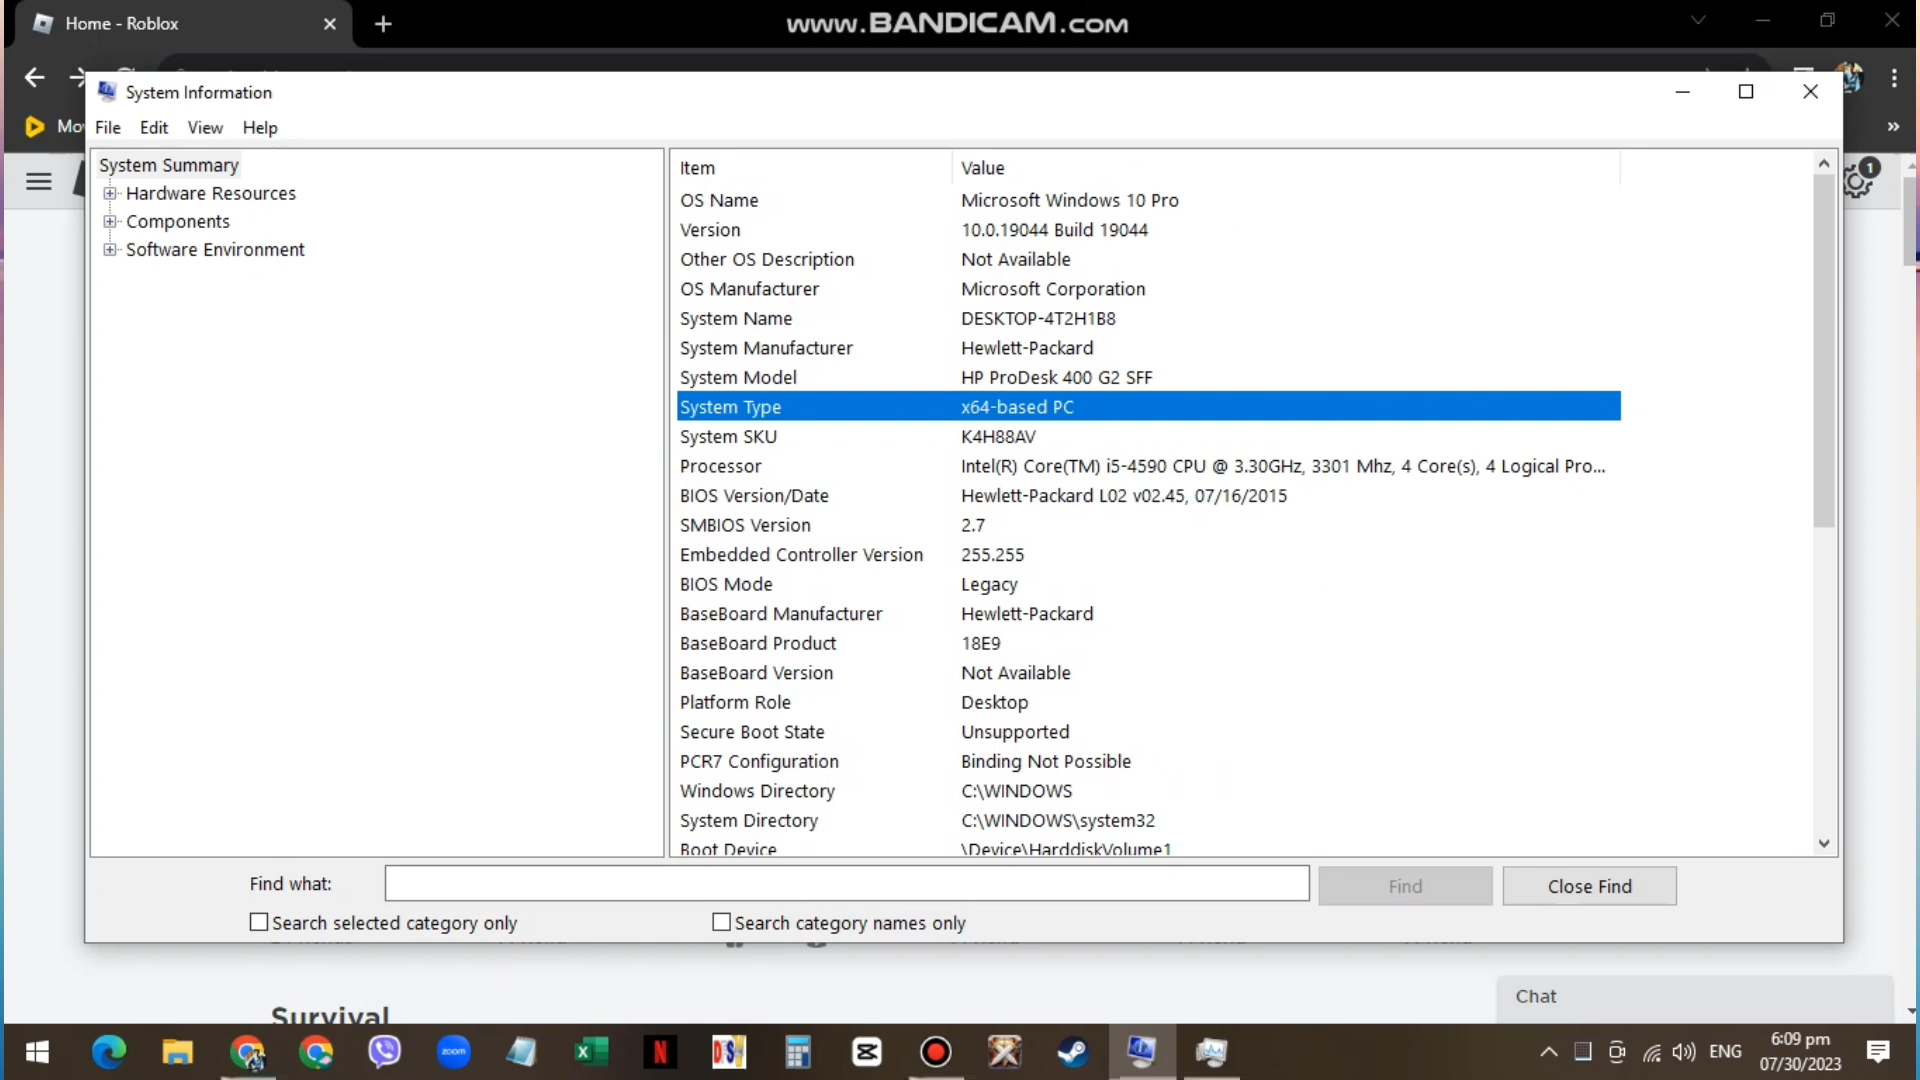 Home - Roblox
www.BANDICAM.com
System Information
Mo
File Edit View Help
System Summary
Hardware Resources
Components
Software Environment
Item Value
OS Name Microsoft Windows 10 Pro
Version 10.0.19044 Build 19044
Other OS Description Not Available
OS Manufacturer Microsoft Corporation
System Name DESKTOP-4T2H1B8
System Manufacturer Hewlett-Packard
System Model HP ProDesk 400 G2 SFF
System Type x64-based PC
System SKU K4H88AV
Processor Intel(R) Core(TM) i5-4590 CPU @ 3.30GHz, 3301 Mhz, 4 Core(s), 4 Logical Pro...
BIOS Version/Date Hewlett-Packard L02 v02.45, 07/16/2015
SMBIOS Version 2.7
Embedded Controller Version 255.255
BIOS Mode Legacy
BaseBoard Manufacturer Hewlett-Packard
BaseBoard Product 18E9
BaseBoard Version Not Available
Platform Role Desktop
Secure Boot State Unsupported
PCR7 Configuration Binding Not Possible
Windows Directory C:\WINDOWS
System Directory C:\WINDOWS\system32
Boot Device \Device\HarddiskVolume1
1
Find what:
Find
Close Find
Search selected category only
Search category names only
Chat
Survival
zoom
N
ENG
6:09 pm
07/30/2023